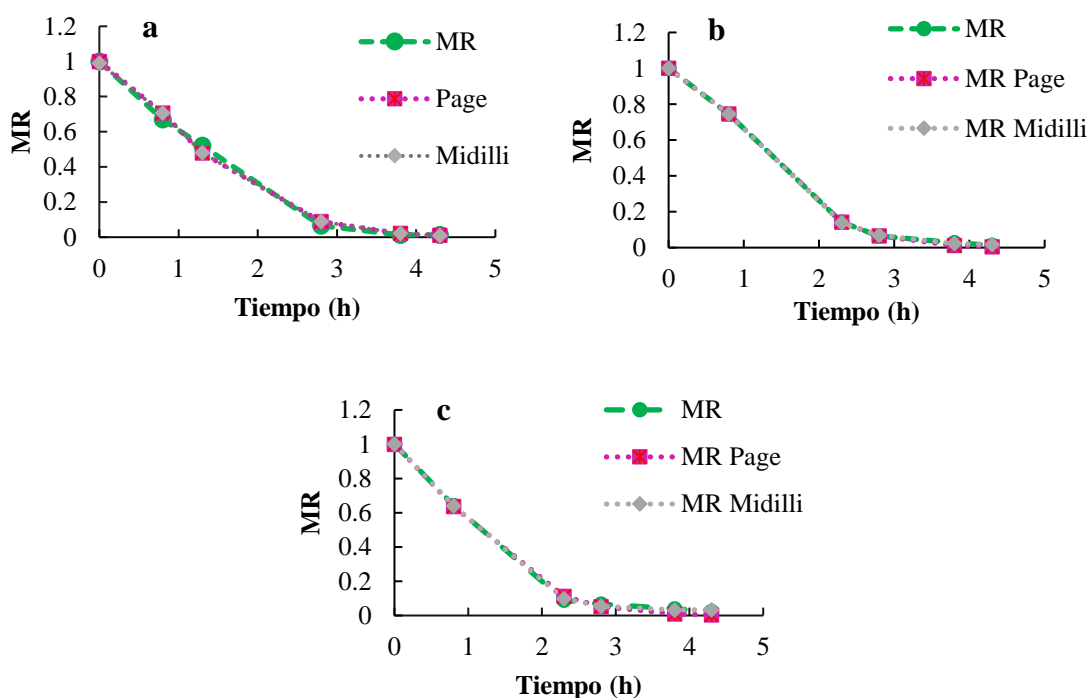 a
MR
Page
Midilli
1.2
1
0.8
0.6
0.4
0.2
0
MR
0 1 2 3 4 5
Tiempo (h)
b
MR
MR Page
MR Midilli
1.2
1
0.8
0.6
0.4
0.2
0
MR
0 1 2 3 4 5
Tiempo (h)
c
MR
MR Page
MR Midilli
1.2
1
0.8
0.6
0.4
0.2
0
MR
0 1 2 3 4 5
Tiempo (h)